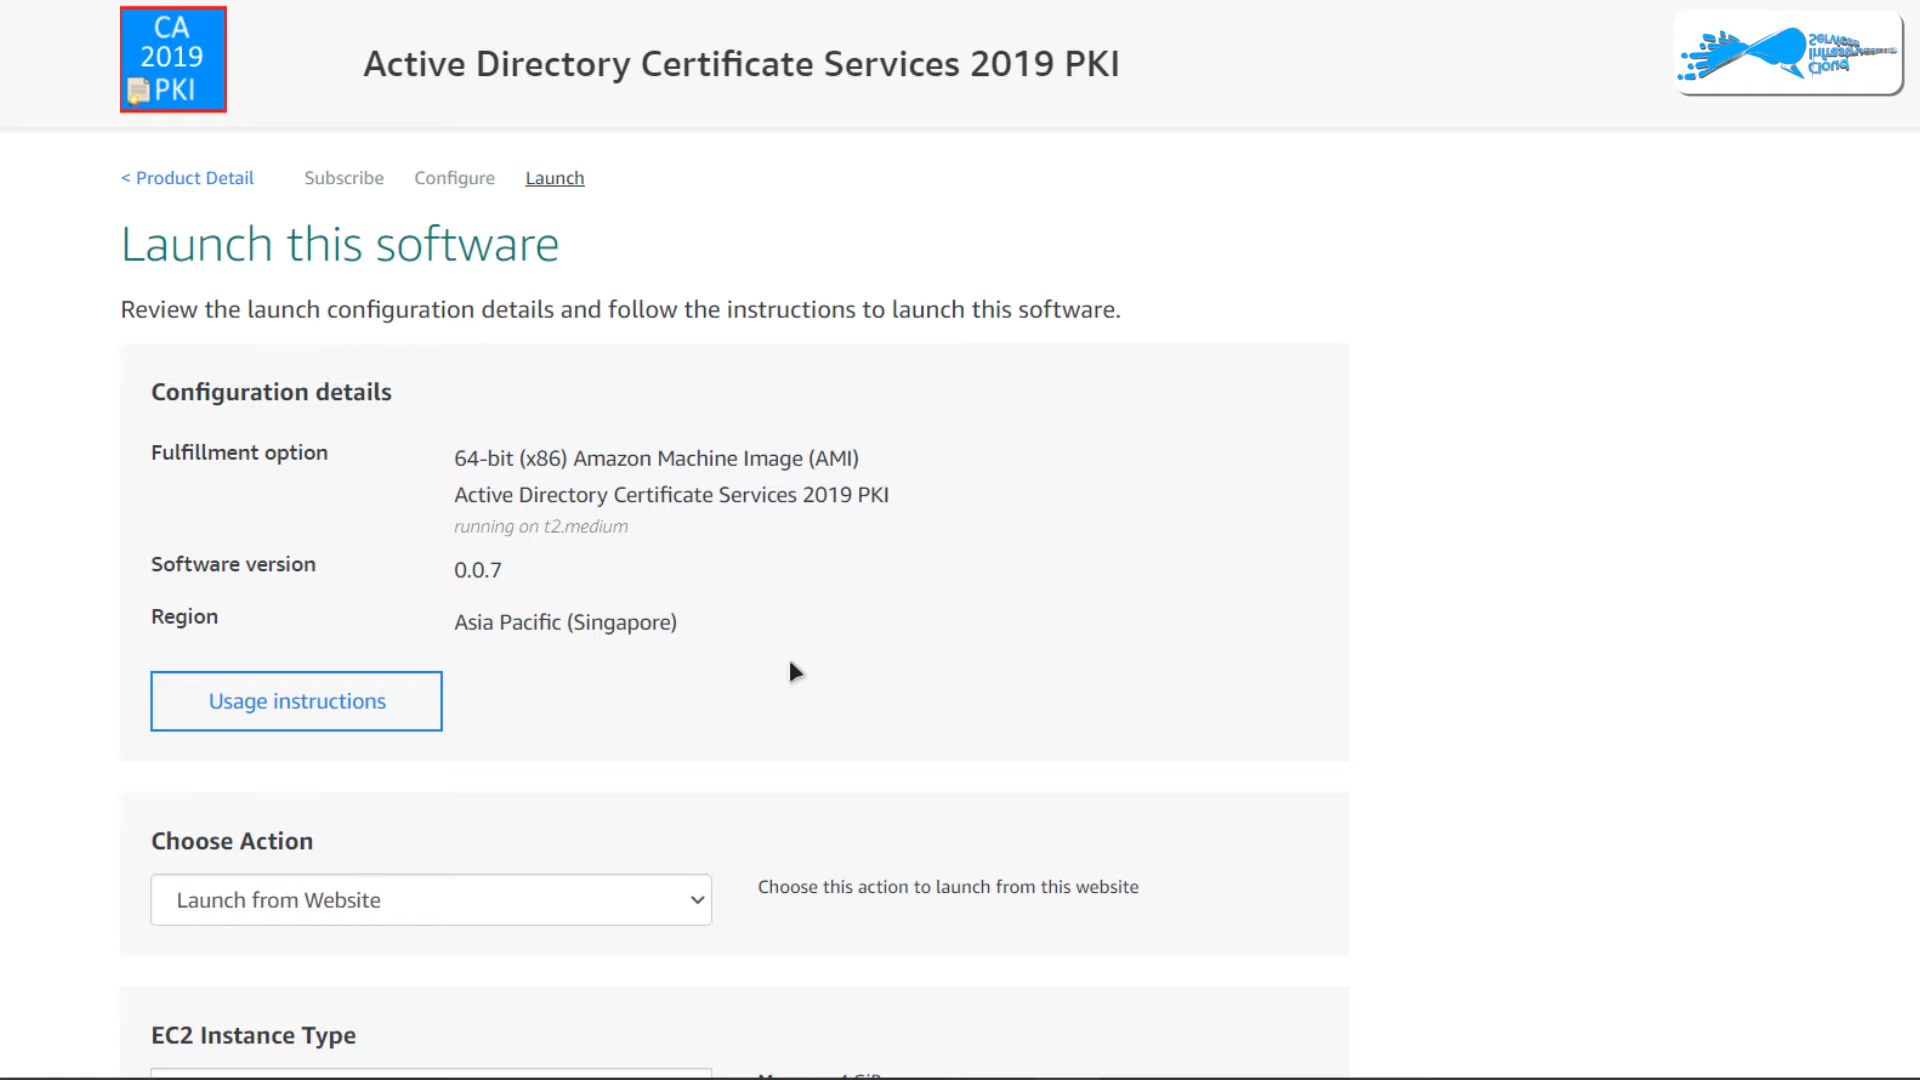 CA
2019
PKI
Active Directory Certificate Services 2019 PKI
Cloud
Infrastructure
Services
< Product Detail
Subscribe
Configure
Launch
Launch this software
Review the launch configuration details and follow the instructions to launch this software.
Configuration details
Fulfillment option
64-bit (x86) Amazon Machine Image (AMI)
Active Directory Certificate Services 2019 PKI
running on t2.medium
Software version
0.0.7
Region
Asia Pacific (Singapore)
Usage instructions
Choose Action
Launch from Website
Choose this action to launch from this website
EC2 Instance Type